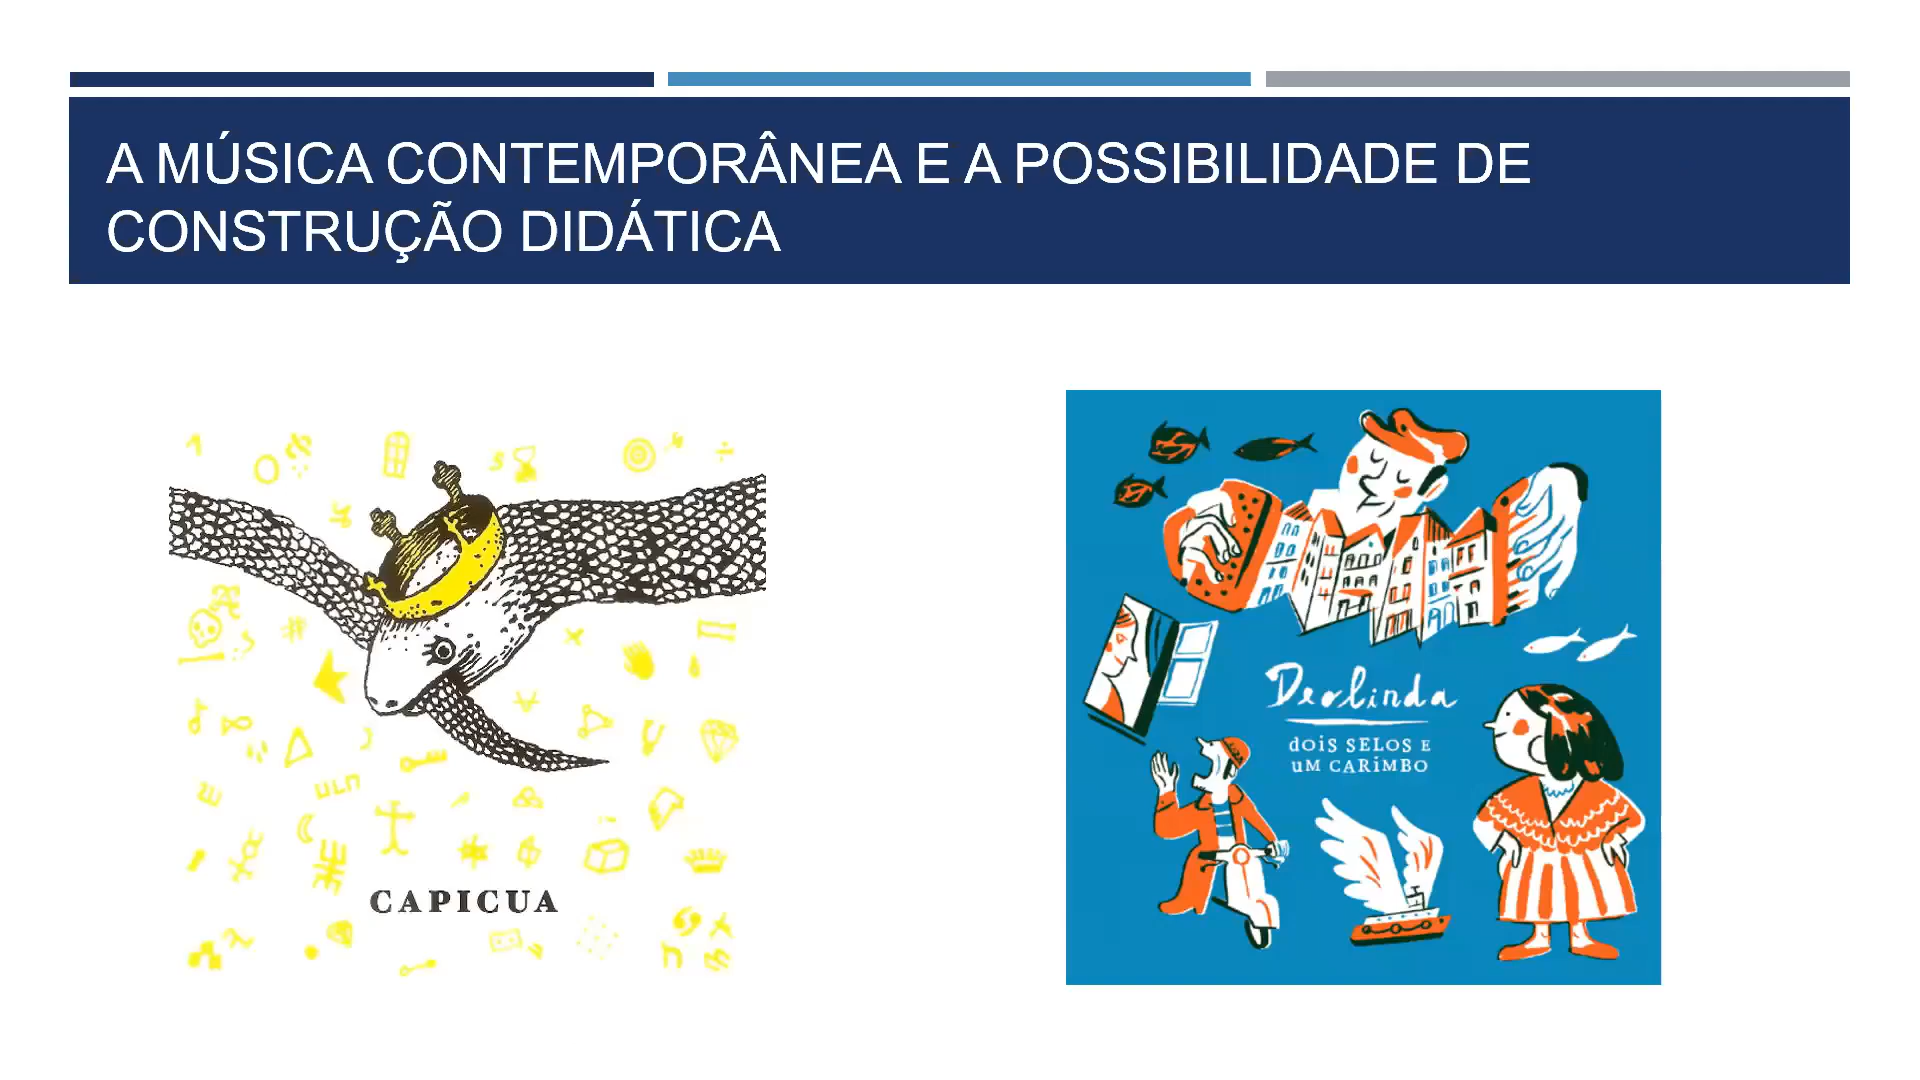 A MÚSICA CONTEMPORÂNEA E A POSSIBILIDADE DE
CONSTRUÇÃO DIDÁTICA
CAPICUA
Deolinda
dois SELOS E
uM CARiMBO